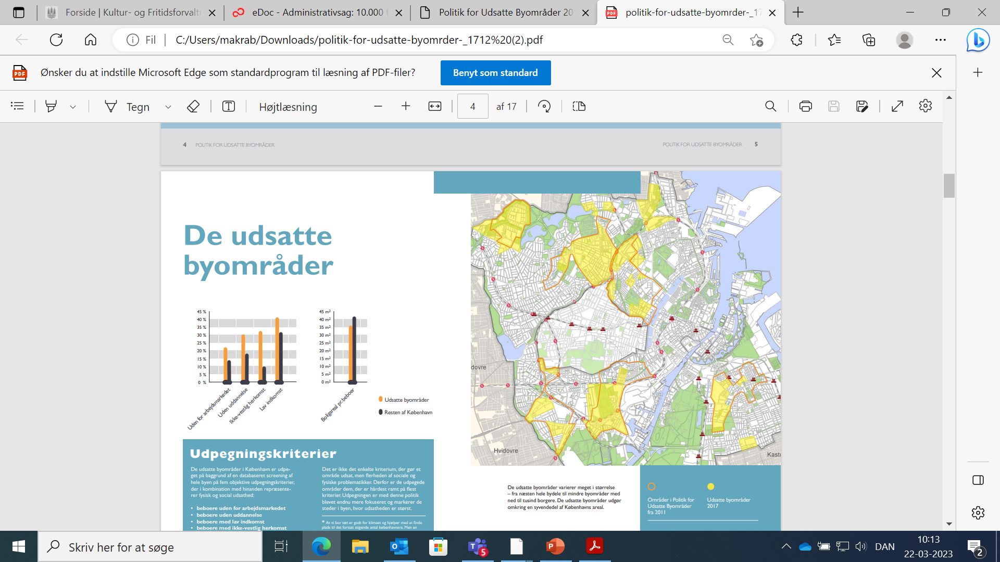 Forside | Kultur- og Fritidsforvalt
eDoc - Administrativsag: 10.000 f
Politik for Udsatte Byområder 20
politik-for-udsatte-byomrder-_17
Fil
C:/Users/makrab/Downloads/politik-for-udsatte-byomrder-_1712%20(2).pdf
Ønsker du at indstille Microsoft Edge som standardprogram til læsning af PDF-filer?
Benyt som standard
Tegn
Højtlæsning
4
af 17
4 POLITIK FOR UDSATTE BYOMRÅDER
POLITIK FOR UDSATTE BYOMRÅDER 5
De udsatte
byområder
45 %
40 %
35 %
30 %
25 %
20 %
15 %
10 %
5 %
0 %
Uden for arbejdsmarkedet
Uden uddannelse
Ikke-vestlig herkomst
Lav indkomst
45 m²
40 m²
35 m²
30 m²
25 m²
20 m²
15 m²
10 m²
5 m²
0 m²
Boligareal pr. beboer
Udsatte byområder
Resten af København
Udpegningskriterier
De udsatte byområder i København er udpe-
get på baggrund af en databaseret screening af
hele byen på fem objektive udpegningskriterier,
der i kombination med hinanden repræsente-
rer fysisk og social udsathed:
• beboere uden for arbejdsmarkedet
• beboere uden uddannelse
• beboere med lav indkomst
• beboere med ikke-vestlig herkomst
Det er ikke det enkelte kriterium, der gør et
område udsat, men flerheden af sociale og
fysiske problematikker. Derfor er de udpegede
områder dem, der er hårdest ramt på flest
kriterier. Udpegningen er med denne politik
blevet endnu mere fokuseret og markerer de
steder i byen, hvor udsatheden er størst.
* At vi bor tæt er godt for klimaet og hjælper med at finde
plads til det fortsat stigende antal københavnere. Men en
dovre
Hvidovre
Kastr
De udsatte byområder varierer meget i størrelse
– fra næsten hele bydele til mindre byområder med
ned til tusind borgere. De udsatte byområder udgør
omkring en syvendedel af Københavns areal.
Områder i Politik for
Udsatte Byområder
fra 2011
Udsatte byområder
2017
Skriv her for at søge
5
DAN
10:13
22-03-2023
2